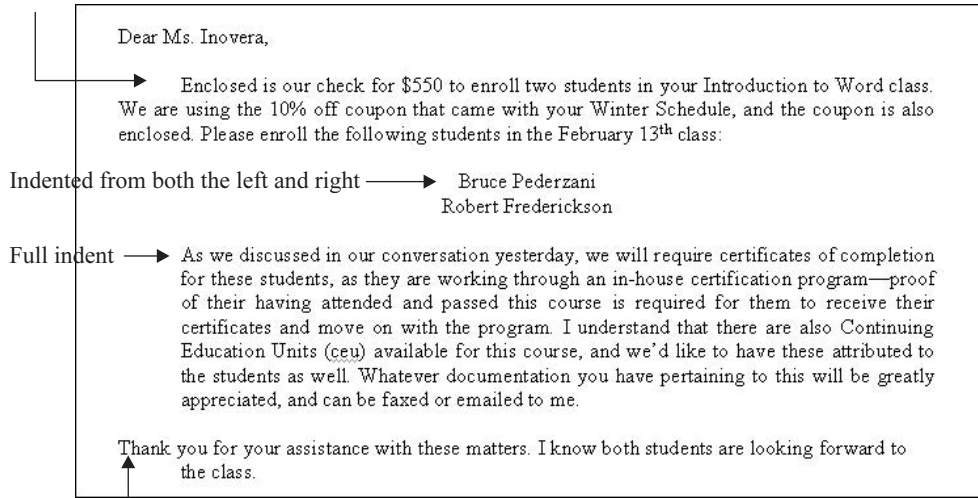 Dear Ms. Inovera,
Enclosed is our check for $550 to enroll two students in your Introduction to Word class.
We are using the 10% off coupon that came with your Winter Schedule, and the coupon is also
enclosed. Please enroll the following students in the February 13th class:
Indented from both the left and right
Bruce Pederzani
Robert Frederickson
Full indent
As we discussed in our conversation yesterday, we will require certificates of completion
for these students, as they are working through an in-house certification program—proof
of their having attended and passed this course is required for them to receive their
certificates and move on with the program. I understand that there are also Continuing
Education Units (ceu) available for this course, and we’d like to have these attributed to
the students as well. Whatever documentation you have pertaining to this will be greatly
appreciated, and can be faxed or emailed to me.
Thank you for your assistance with these matters. I know both students are looking forward to
the class.